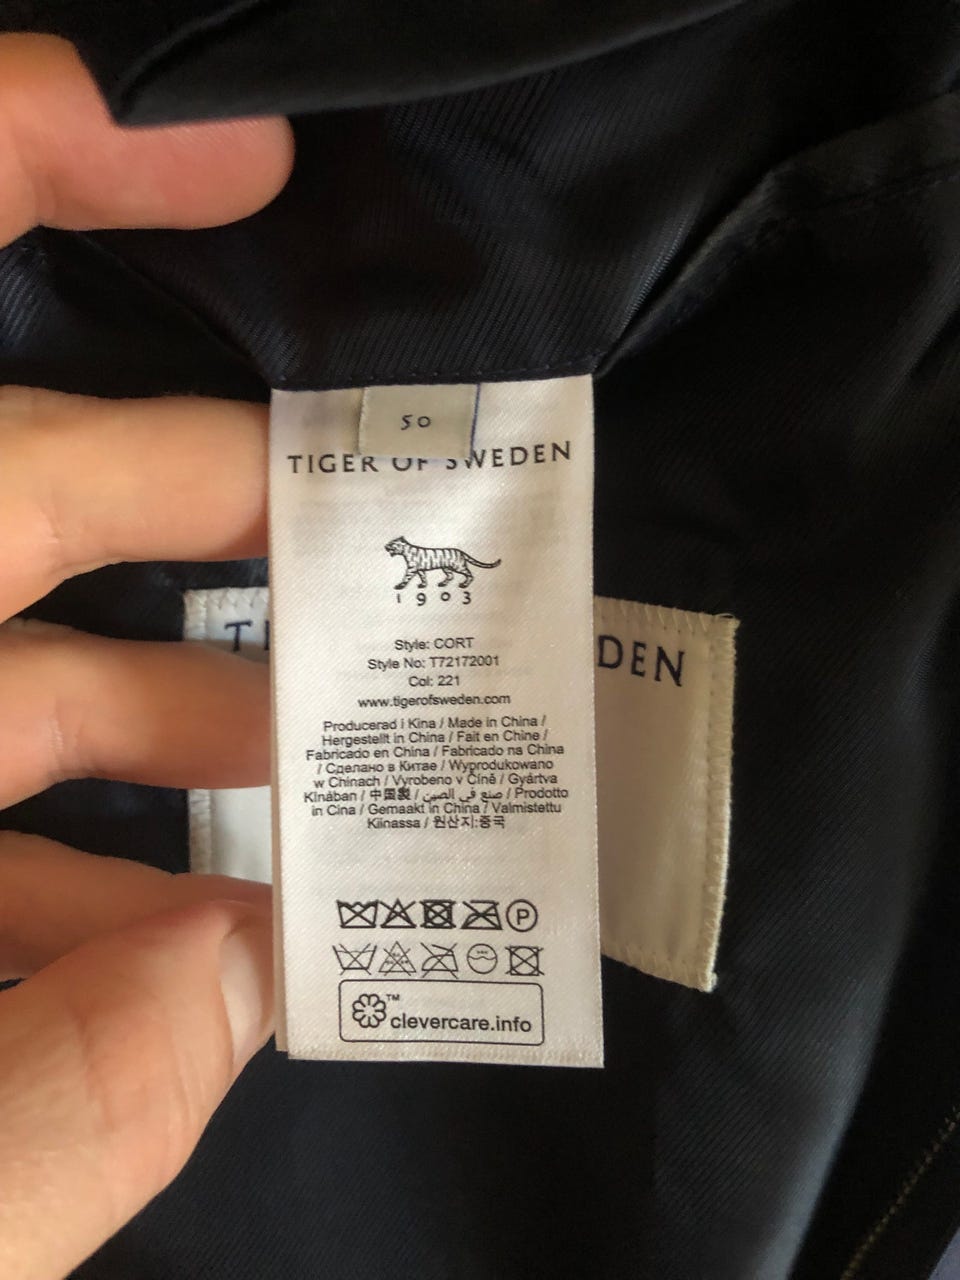 50
TIGER OF SWEDEN
1903
Style: CORT
Style No: T72172001
Col: 221
www.tigerofsweden.com
Producerad i Kina / Made in China /
Hergestellt in China / Fait en Chine /
Fabricado en China / Fabricado na China
/ Сделано в Китае / Wyprodukowano
w Chinach / Vyrobeno v Číně / Gyártva
Kínában / 中国製 / صنع في الصين / Prodotto
in Cina / Gemaakt in China / Valmistettu
Kiinassa / 원산지:중국
P
TM
clevercare.info
TI DEN